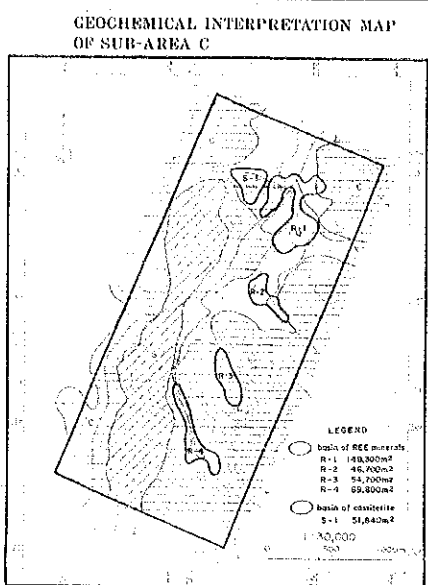 GEOCHEMICAL INTERPRETATION MAP
OF SUB-AREA C
S-1
R-1
R-2
R-3
R-4
LEGEND
basin of REE minerals
R-1 140,300m²
R-2 46,700m²
R-3 54,700m²
R-4 69,800m²
basin of cassiterite
S-1 51,840m²
1:30,000
500